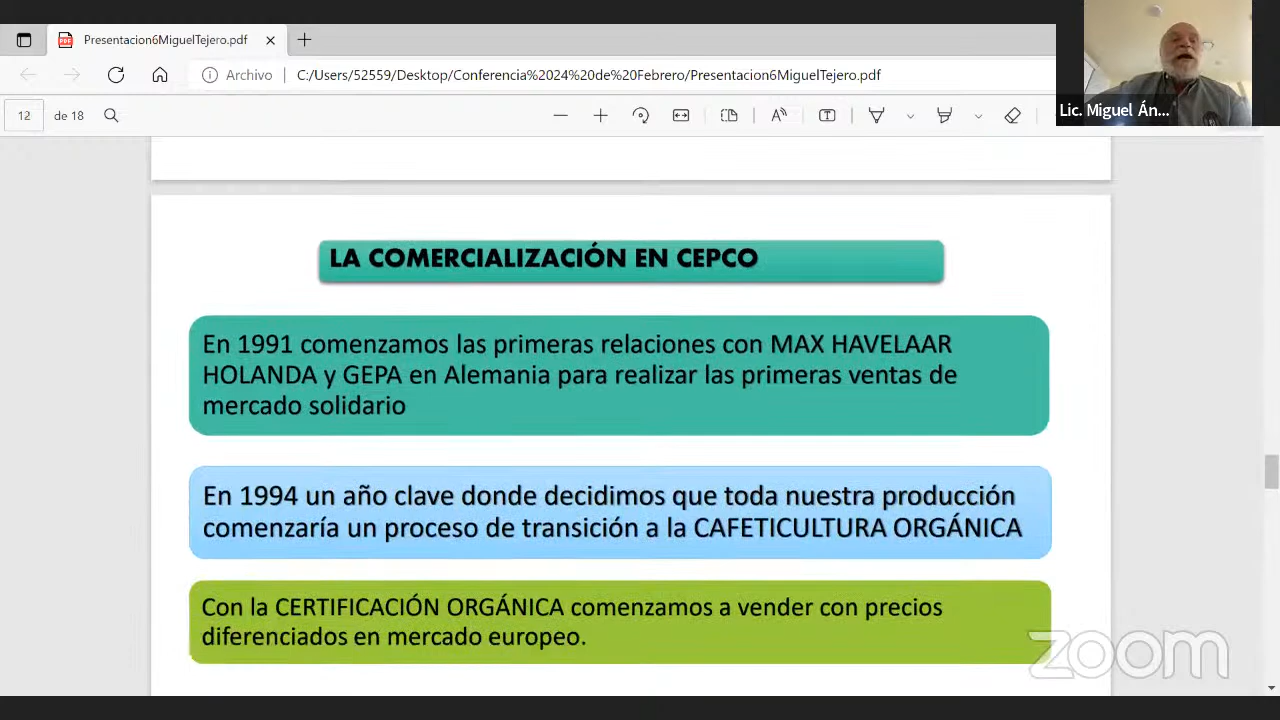 Presentacion6MiguelTejero.pdf
Archivo
C:/Users/52559/Desktop/Conferencia%2024%20de%20Febrero/Presentacion6MiguelTejero.pdf
12 de 18
Lic. Miguel Án...
LA COMERCIALIZACIÓN EN CEPCO
En 1991 comenzamos las primeras relaciones con MAX HAVELAAR
HOLANDA y GEPA en Alemania para realizar las primeras ventas de
mercado solidario
En 1994 un año clave donde decidimos que toda nuestra producción
comenzaría un proceso de transición a la CAFETICULTURA ORGÁNICA
Con la CERTIFICACIÓN ORGÁNICA comenzamos a vender con precios
diferenciados en mercado europeo.
zoom